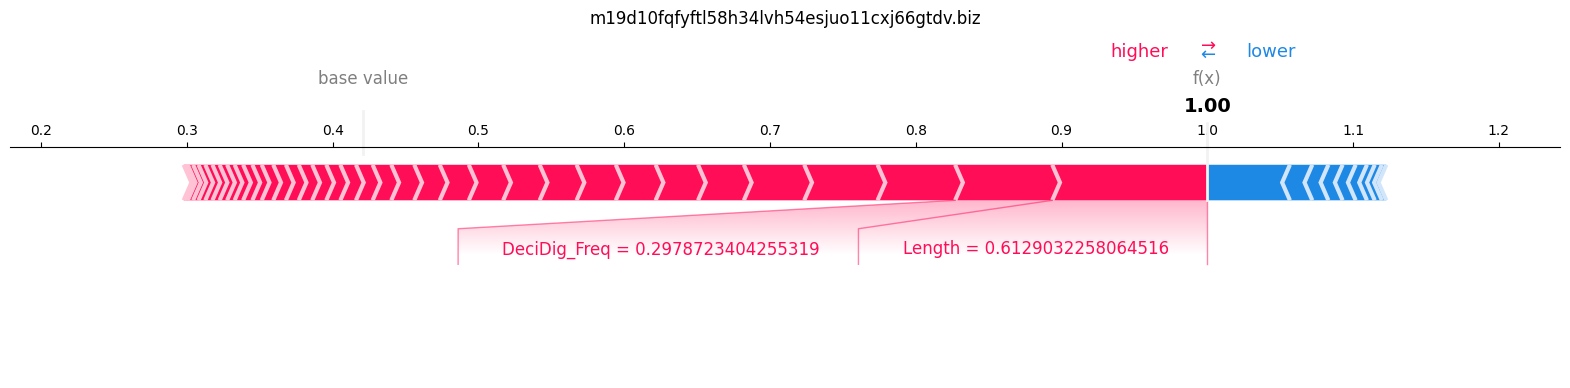 m19d10fqfyftl58h34lvh54esjuo11cxj66gtdv.biz
higher ⇄ lower
base value f(x)
1.00
0.2 0.3 0.4 0.5 0.6 0.7 0.8 0.9 1.0 1.1 1.2
DeciDig_Freq = 0.2978723404255319 Length = 0.6129032258064516